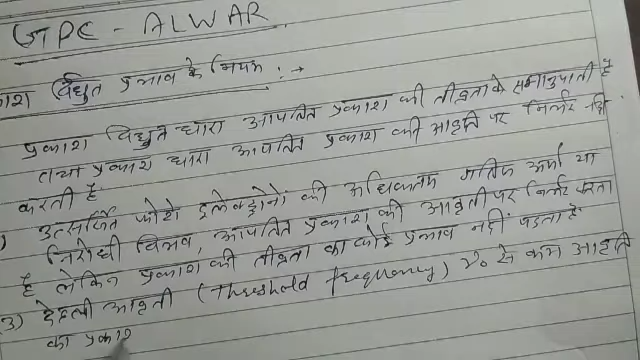 GPC - ALWAR
काश विद्युत प्रभाव के नियम :→
प्रकाश विद्युत धारा आपतित प्रकाश की तीव्रता के समानुपाती है
तथा प्रकाश धारा आपतित प्रकाश की आवृति पर निर्भर नहीं
करती है
) उत्सर्जित फोटो इलेक्ट्रोनों की अधिकतम गतिज ऊर्जा या
निरोधी विभव, आपतित प्रकाश की आवृती पर निर्भर करता
है लेकिन प्रकाश की तीव्रता का कोई प्रभाव नहीं पड़ता है
3) देहली आवृती (Threshold frequency) ν₀ से कम आवृति
का प्रकाश